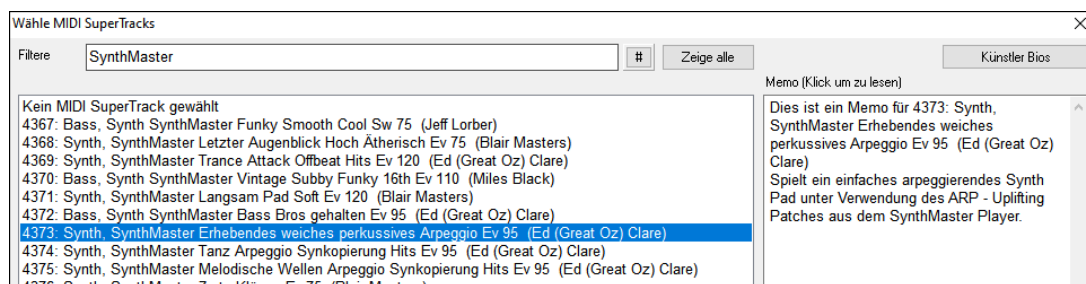 Wähle MIDI SuperTracks
Filtere SynthMaster # Zeige alle Künstler Bios
Memo (Klick um zu lesen)
Kein MIDI SuperTrack gewählt
4367: Bass, Synth SynthMaster Funky Smooth Cool Sw 75 (Jeff Lorber)
4368: Synth, SynthMaster Letzter Augenblick Hoch Ätherisch Ev 75 (Blair Masters)
4369: Synth, SynthMaster Trance Attack Offbeat Hits Ev 120 (Ed (Great Oz) Clare)
4370: Bass, Synth SynthMaster Vintage Subby Funky 16th Ev 110 (Miles Black)
4371: Synth, SynthMaster Langsam Pad Soft Ev 120 (Blair Masters)
4372: Bass, Synth SynthMaster Bass Bros gehalten Ev 95 (Ed (Great Oz) Clare)
4373: Synth, SynthMaster Erhebendes weiches perkussives Arpeggio Ev 95 (Ed (Great Oz) Clare)
4374: Synth, SynthMaster Tanz Arpeggio Synkopierung Hits Ev 95 (Ed (Great Oz) Clare)
4375: Synth, SynthMaster Melodische Wellen Arpeggio Synkopierung Hits Ev 95 (Ed (Great Oz) Clare)
Dies ist ein Memo für 4373: Synth,
SynthMaster Erhebendes weiches
perkussives Arpeggio Ev 95 (Ed (Great Oz)
Clare)
Spielt ein einfaches arpeggierendes Synth
Pad unter Verwendung des ARP - Uplifting
Patches aus dem SynthMaster Player.